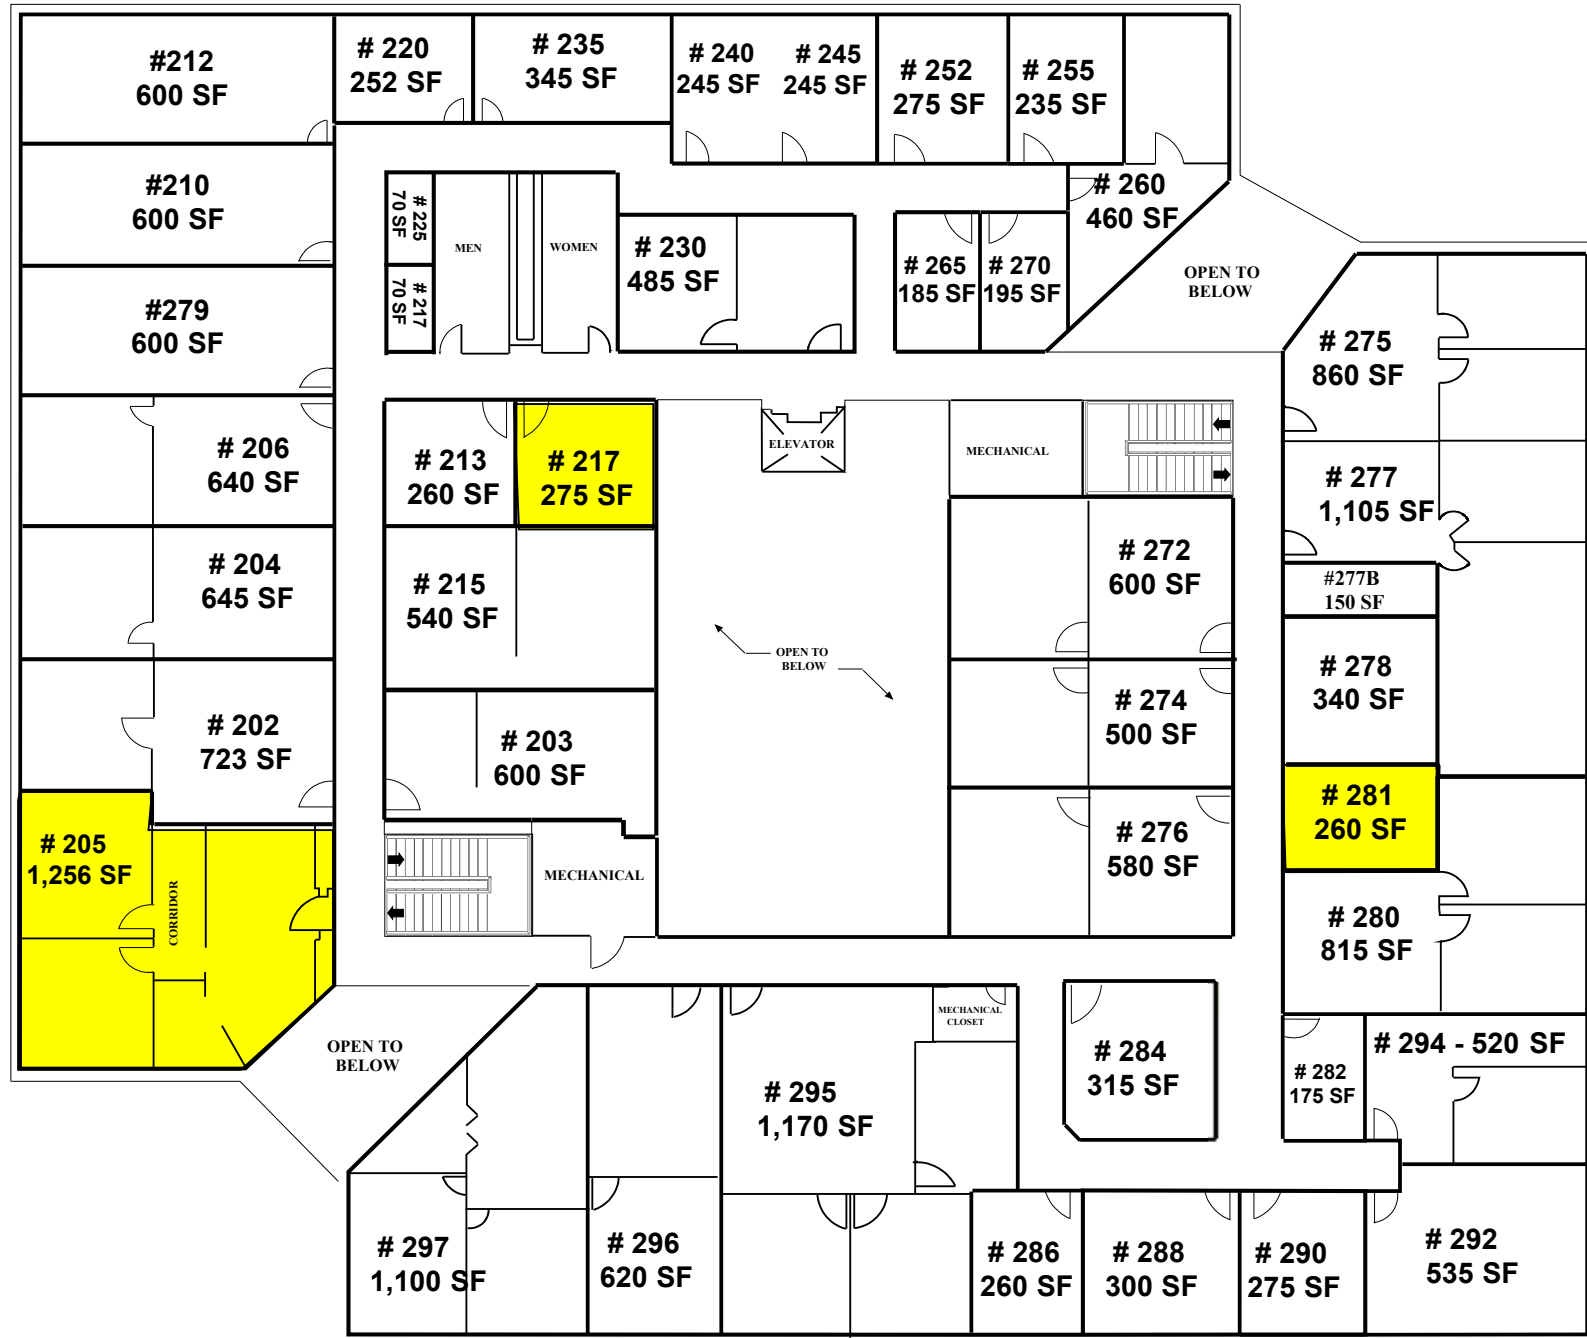 #212
600 SF
# 220
252 SF
# 235
345 SF
# 240
245 SF
# 245
245 SF
# 252
275 SF
# 255
235 SF
#210
600 SF
# 225
70 SF
MEN
WOMEN
# 260
460 SF
#279
600 SF
# 217
70 SF
# 230
485 SF
# 265
185 SF
# 270
195 SF
OPEN TO
BELOW
# 275
860 SF
# 206
640 SF
# 213
260 SF
# 217
275 SF
ELEVATOR
MECHANICAL
# 277
1,105 SF
# 204
645 SF
# 215
540 SF
# 272
600 SF
#277B
150 SF
OPEN TO
BELOW
# 278
340 SF
# 202
723 SF
# 203
600 SF
# 274
500 SF
# 205
1,256 SF
CORRIDOR
MECHANICAL
# 276
580 SF
# 281
260 SF
# 280
815 SF
OPEN TO
BELOW
MECHANICAL
CLOSET
# 284
315 SF
# 282
175 SF
# 294 - 520 SF
# 295
1,170 SF
# 297
1,100 SF
# 296
620 SF
# 286
260 SF
# 288
300 SF
# 290
275 SF
# 292
535 SF